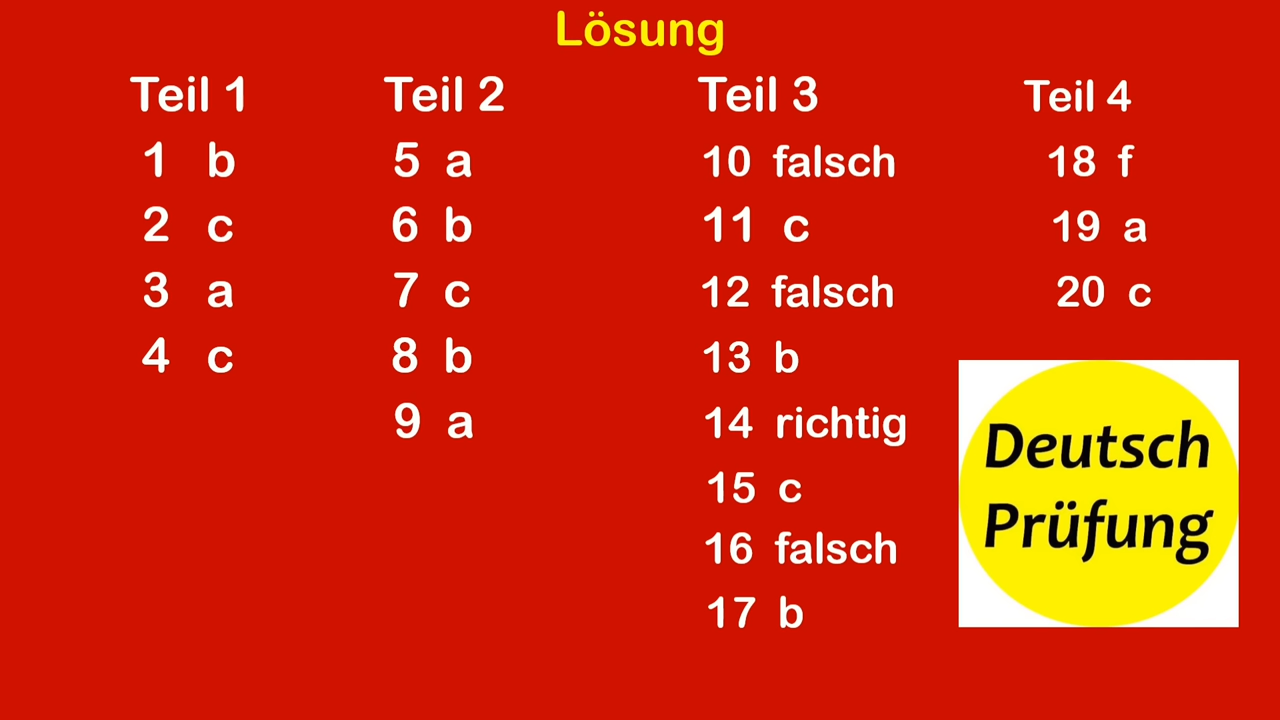 Lösung
Teil 1
1 b
2 c
3 a
4 c
Teil 2
5 a
6 b
7 c
8 b
9 a
Teil 3
10 falsch
11 c
12 falsch
13 b
14 richtig
15 c
16 falsch
17 b
Teil 4
18 f
19 a
20 c
Deutsch
Prüfung